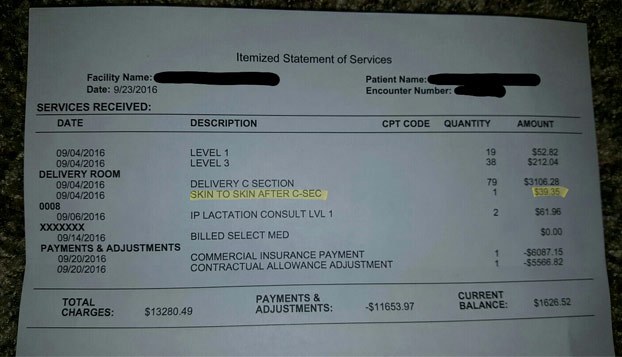 Itemized Statement of Services
Facility Name:
Patient Name:
Date: 9/23/2016
Encounter Number:
SERVICES RECEIVED:
DATE DESCRIPTION CPT CODE QUANTITY AMOUNT
09/04/2016 LEVEL 1 19 $52.82
09/04/2016 LEVEL 3 38 $212.04
DELIVERY ROOM
09/04/2016 DELIVERY C SECTION 79 $3106.28
09/04/2016 SKIN TO SKIN AFTER C-SEC 1 $39.35
0008
09/06/2016 IP LACTATION CONSULT LVL 1 2 $61.96
XXXXXXX
09/14/2016 BILLED SELECT MED $0.00
PAYMENTS & ADJUSTMENTS
09/20/2016 COMMERCIAL INSURANCE PAYMENT 1 -$6087.15
09/20/2016 CONTRACTUAL ALLOWANCE ADJUSTMENT 1 -$5566.82
TOTAL CHARGES: $13280.49 PAYMENTS & ADJUSTMENTS: -$11653.97 CURRENT BALANCE: $1626.52